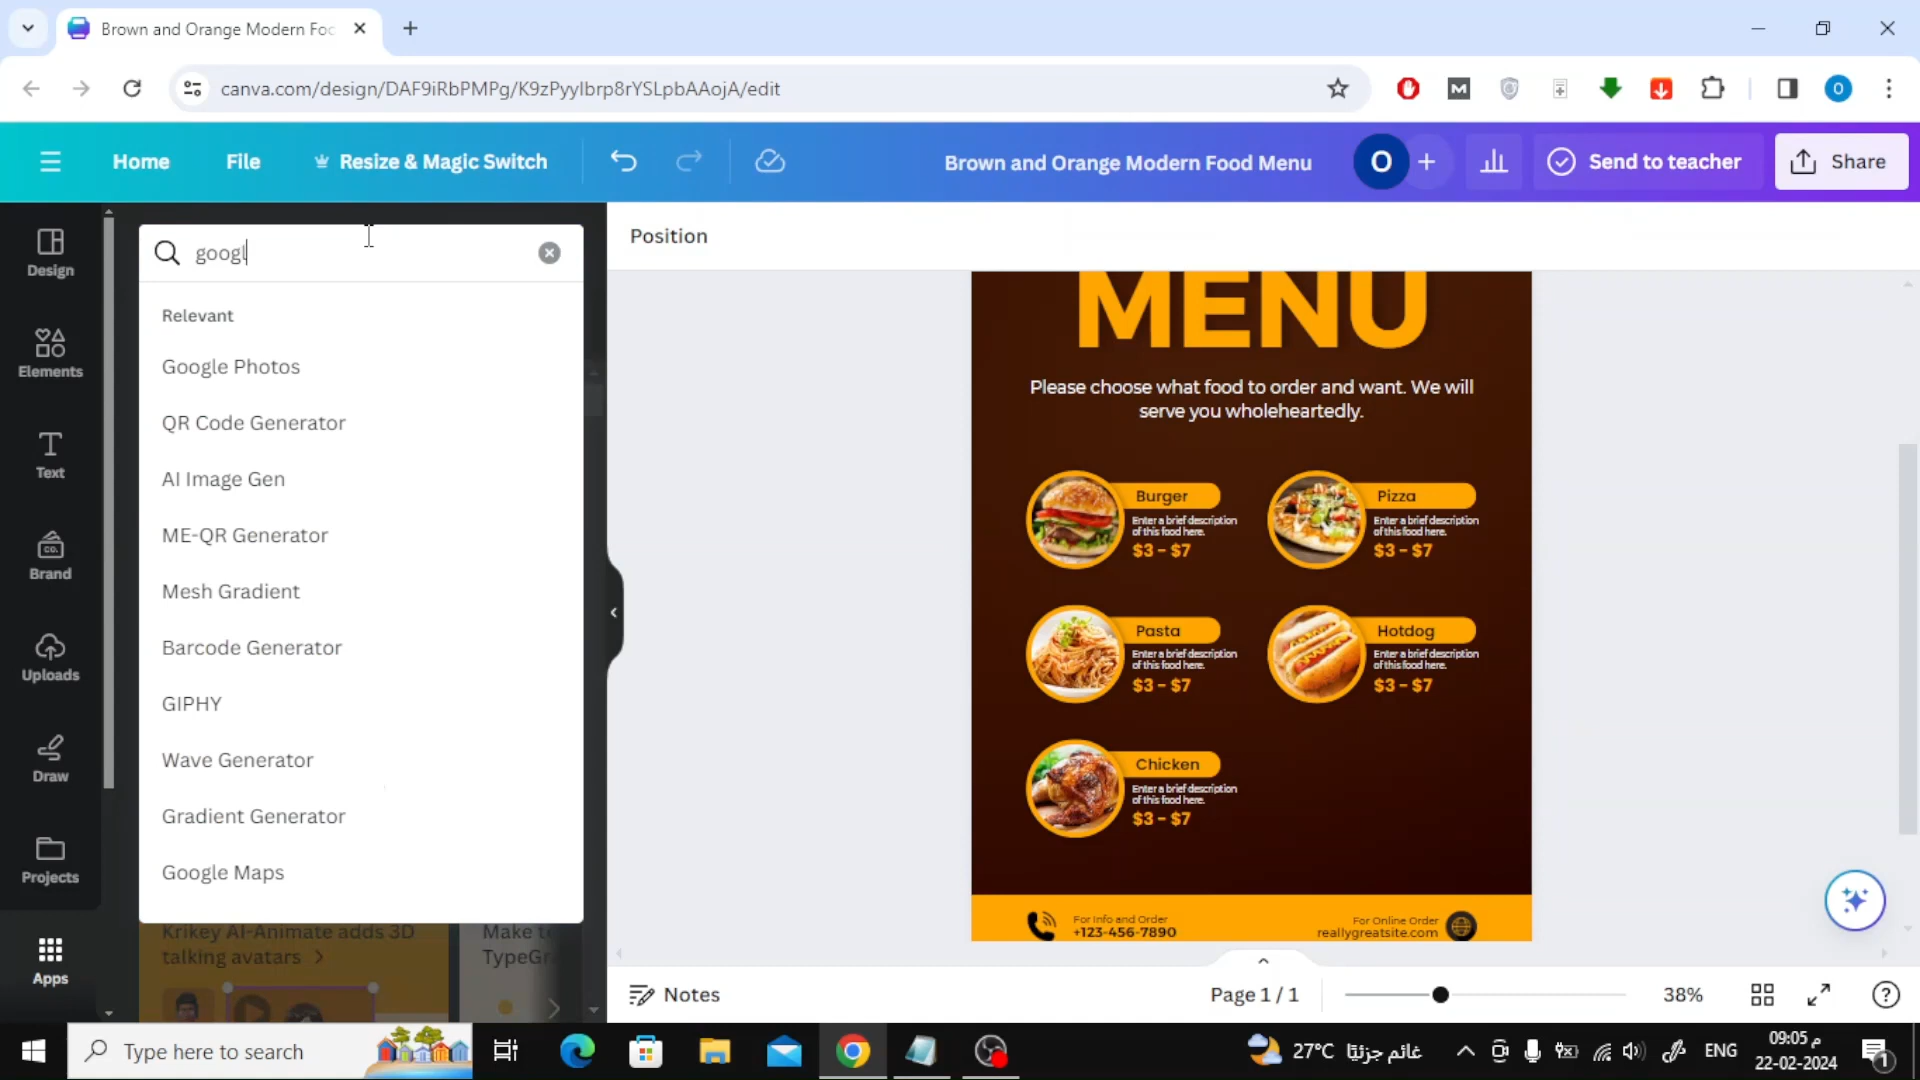 Brown and Orange Modern Foo
canva.com/design/DAF9iRbPMPg/K9zPyylbrp8rYSLpbAAojA/edit
Home
File
Resize & Magic Switch
Brown and Orange Modern Food Menu
O
Send to teacher
Share
Design
Elements
Text
Brand
Uploads
Draw
Projects
Apps
googl
Relevant
Google Photos
QR Code Generator
AI Image Gen
ME-QR Generator
Mesh Gradient
Barcode Generator
GIPHY
Wave Generator
Gradient Generator
Google Maps
Krikey AI-Animate adds 3D
talking avatars
Make te
TypeGr
Position
MENU
Please choose what food to order and want. We will
serve you wholeheartedly.
Burger
Enter a brief description
of this food here.
$3 - $7
Pizza
Enter a brief description
of this food here.
$3 - $7
Pasta
Enter a brief description
of this food here.
$3 - $7
Hotdog
Enter a brief description
of this food here.
$3 - $7
Chicken
Enter a brief description
of this food here.
$3 - $7
For Info and Order
+123-456-7890
For Online Order
reallygreatsite.com
Notes
Page 1 / 1
38%
Type here to search
27°C غائم جزئيًا
ENG
09:05 م
22-02-2024
1